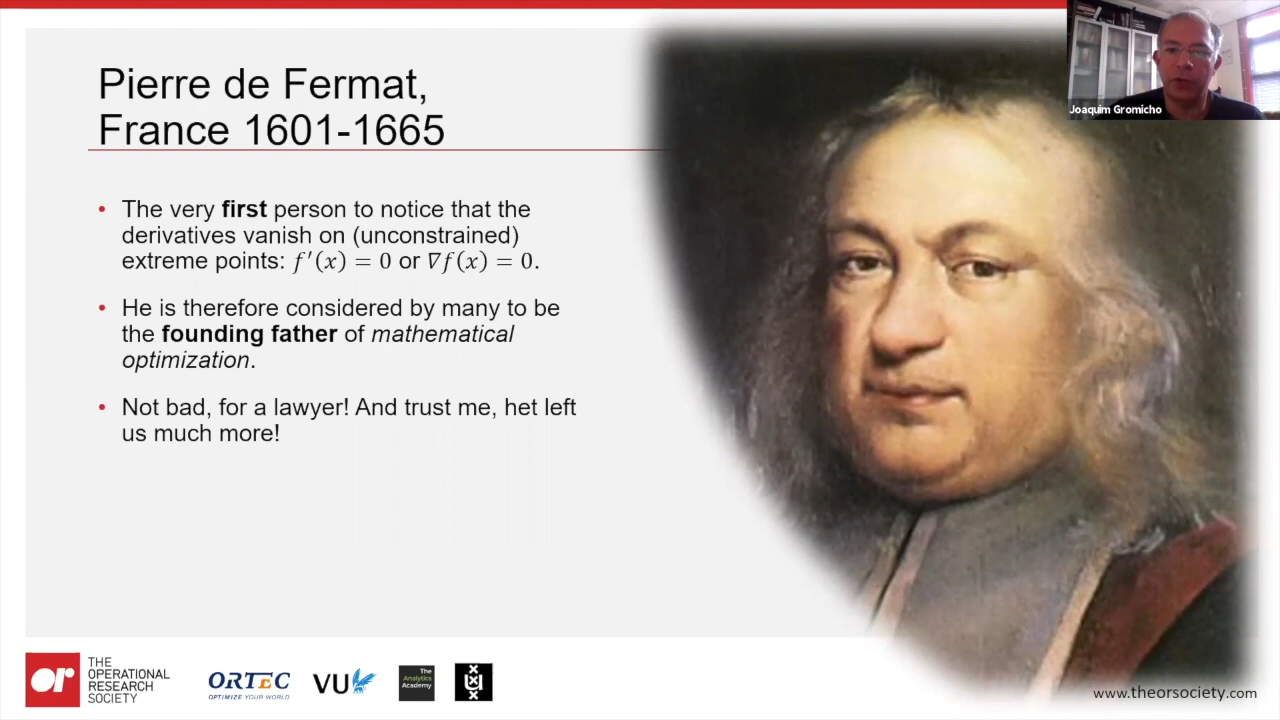 Pierre de Fermat,
France 1601-1665
Joaquim Gromicho
• The very first person to notice that the
derivatives vanish on (unconstrained)
extreme points: f′(x) = 0 or ∇f(x) = 0.
• He is therefore considered by many to be
the founding father of mathematical
optimization.
• Not bad, for a lawyer! And trust me, het left
us much more!
or
THE
OPERATIONAL
RESEARCH
SOCIETY
ORTEC
OPTIMIZE YOUR WORLD
VU
The
Analytics
Academy
www.theorsociety.com